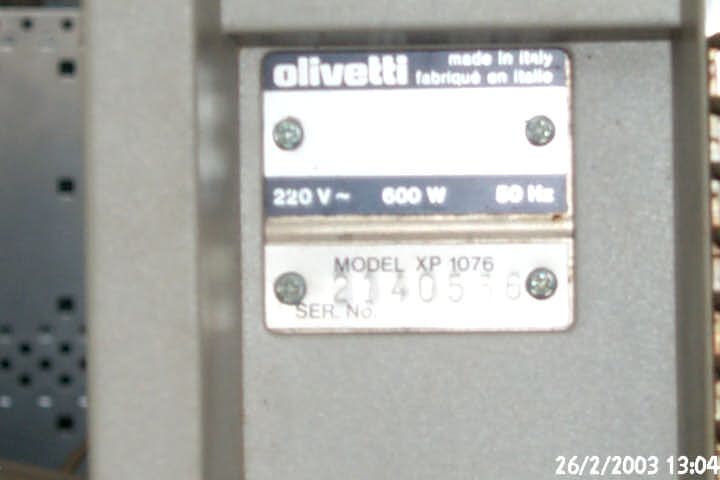 olivetti made in Italy
fabriqué en Italie
220 V ~ 600 W 50 Hz
MODEL XP 1076
SER. No.
26/2/2003 13:04